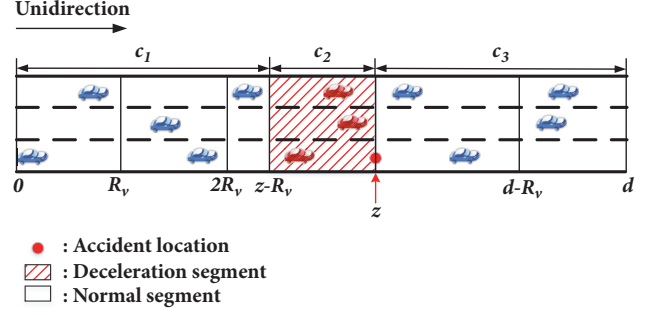 Unidirection
c₁ c₂ c₃
0 Rᵥ 2Rᵥ z-Rᵥ z d-Rᵥ d
: Accident location
: Deceleration segment
: Normal segment